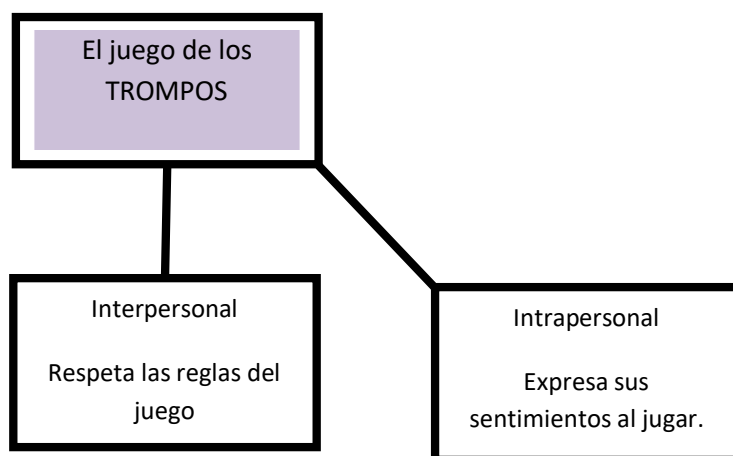 El juego de los
TROMPOS
Interpersonal
Respeta las reglas del
juego
Intrapersonal
Expresa sus
sentimientos al jugar.